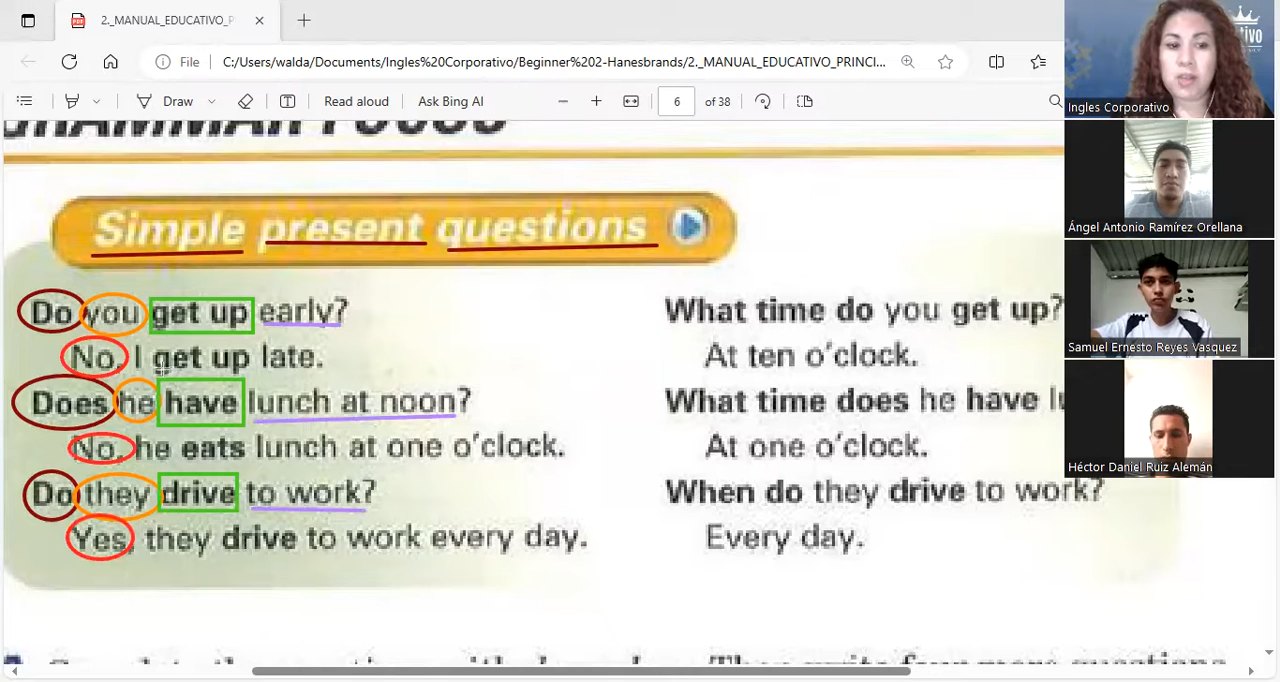 2._MANUAL_EDUCATIVO_P
File
C:/Users/walda/Documents/Ingles%20Corporativo/Beginner%202-Hanesbrands/2._MANUAL_EDUCATIVO_PRINCI...
Draw
Read aloud
Ask Bing AI
6
of 38
GRAMMAR FOCUS
Simple present questions
Do you get up early?
No, I get up late.
Does he have lunch at noon?
No, he eats lunch at one o'clock.
Do they drive to work?
Yes, they drive to work every day.
What time do you get up?
At ten o'clock.
What time does he have
At one o'clock.
When do they drive to work?
Every day.
Ingles Corporativo
Ángel Antonio Ramírez Orellana
Samuel Ernesto Reyes Vasquez
Héctor Daniel Ruiz Alemán